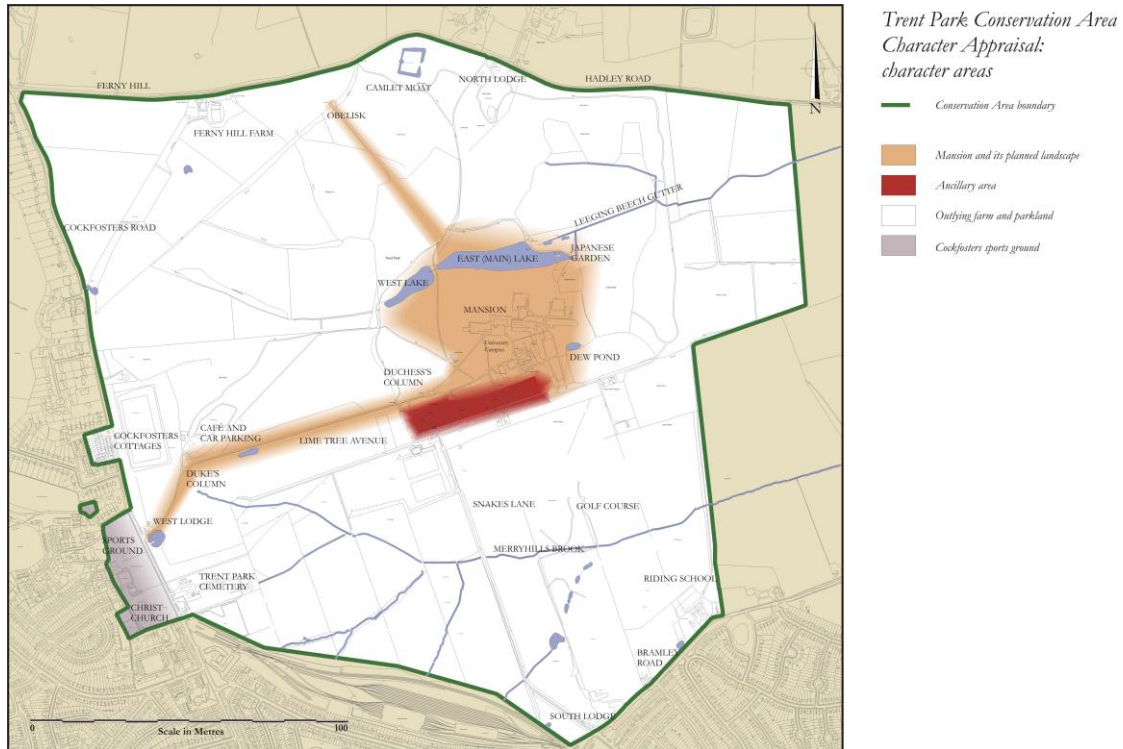 Trent Park Conservation Area
Character Appraisal:
character areas
Conservation Area boundary
Mansion and its planned landscape
Ancillary area
Outlying farm and parkland
Cockfosters sports ground
N
FERNY HILL
CAMLET MOAT
NORTH LODGE
HADLEY ROAD
OBELISK
FERNY HILL FARM
COCKFOSTERS ROAD
LEEGING BEECH GUTTER
JAPANESE
GARDEN
EAST (MAIN) LAKE
WEST LAKE
MANSION
University
Campus
DEW POND
DUCHESS'S
COLUMN
CAFÉ AND
CAR PARKING
LIME TREE AVENUE
COCKFOSTERS
COTTAGES
DUKE'S
COLUMN
WEST LODGE
SPORTS
GROUND
SNAKES LANE
GOLF COURSE
MERRYHILLS BROOK
TRENT PARK
CEMETERY
RIDING SCHOOL
CHRIST
CHURCH
BRAMLEY
ROAD
SOUTH LODGE
0
100
Scale in Metres